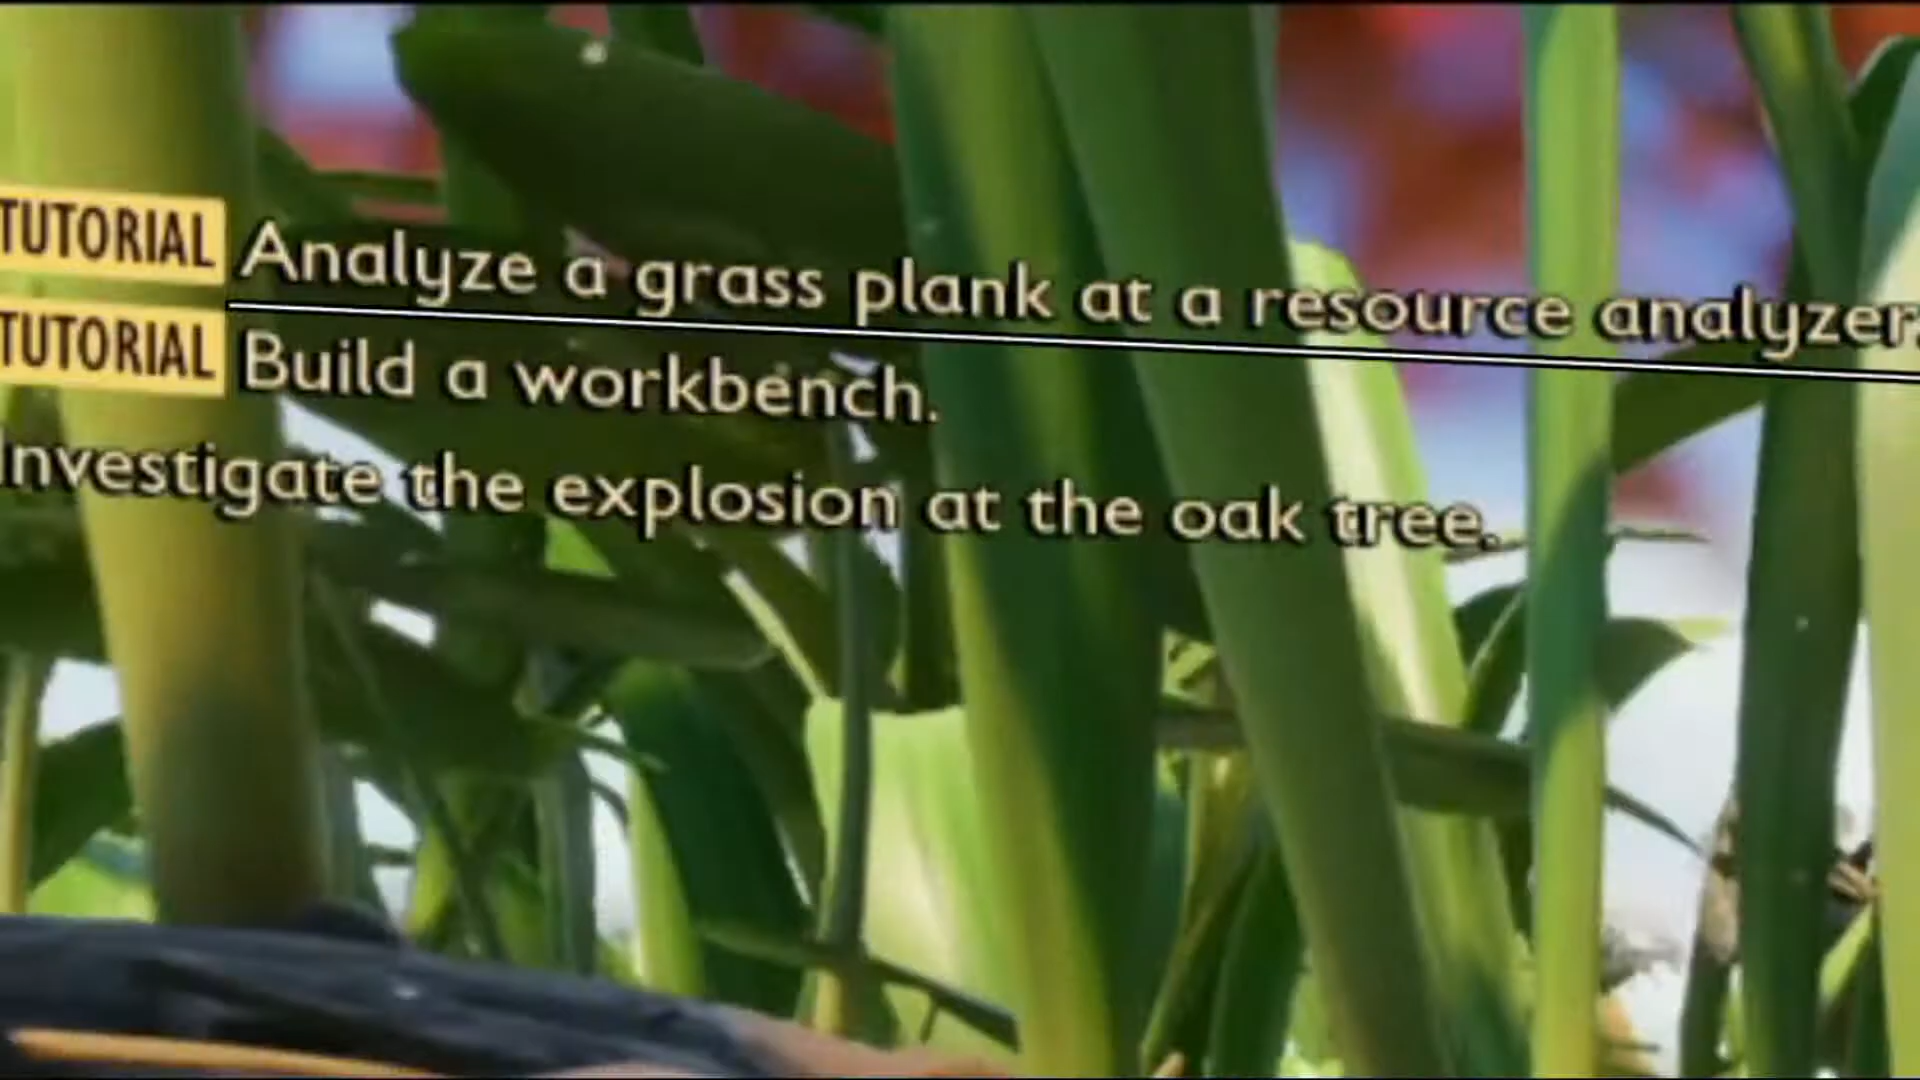 TUTORIAL Analyze a grass plank at a resource analyzer.
TUTORIAL Build a workbench.
Investigate the explosion at the oak tree.